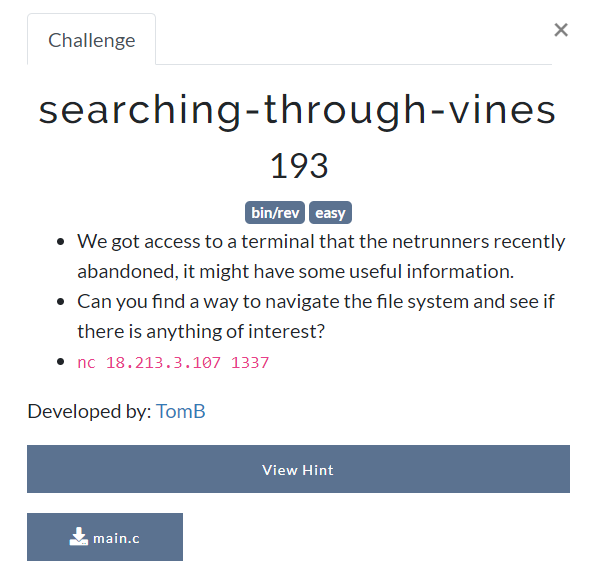 Challenge
×
searching-through-vines
193
bin/rev easy
• We got access to a terminal that the netrunners recently
abandoned, it might have some useful information.
• Can you find a way to navigate the file system and see if
there is anything of interest?
• nc 18.213.3.107 1337
Developed by: TomB
View Hint
main.c